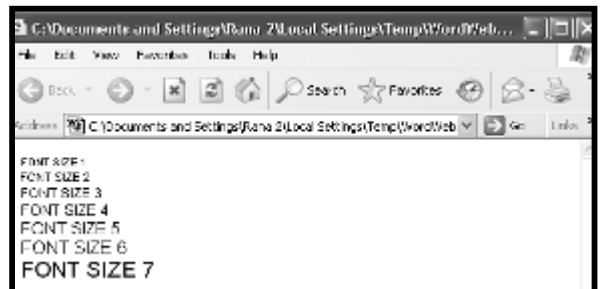 C:\Documents and Settings\Rana 2\Local Settings\Temp\WordWeb...
File Edit View Favorites Tools Help
Back Search Favorites
Address C:\Documents and Settings\Rana 2\Local Settings\Temp\WordWeb Go Links
FONT SIZE 1
FONT SIZE 2
FONT SIZE 3
FONT SIZE 4
FONT SIZE 5
FONT SIZE 6
FONT SIZE 7